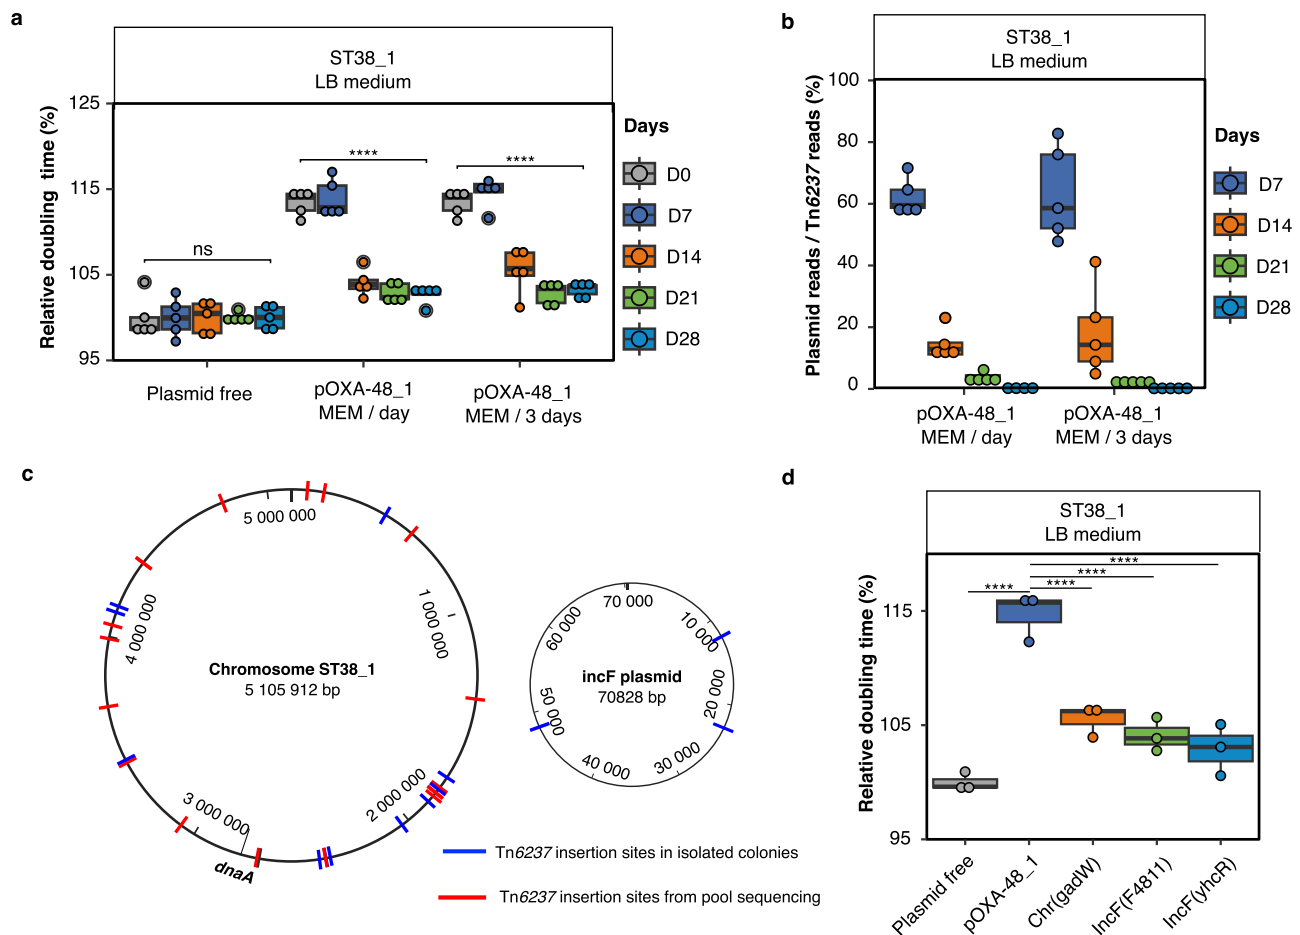 a
ST38_1
LB medium
Relative doubling time (%)
125
115
105
95
ns
****
****
Plasmid free
pOXA-48_1
MEM / day
pOXA-48_1
MEM / 3 days
Days
D0
D7
D14
D21
D28
b
ST38_1
LB medium
Plasmid reads / Tn6237 reads (%)
100
80
60
40
20
0
pOXA-48_1
MEM / day
pOXA-48_1
MEM / 3 days
Days
D7
D14
D21
D28
c
5 000 000
1 000 000
2 000 000
3 000 000
4 000 000
dnaA
Chromosome ST38_1
5 105 912 bp
70 000
10 000
20 000
30 000
40 000
50 000
60 000
incF plasmid
70828 bp
Tn6237 insertion sites in isolated colonies
Tn6237 insertion sites from pool sequencing
d
ST38_1
LB medium
Relative doubling time (%)
115
105
95
****
****
****
****
Plasmid free
pOXA-48_1
Chr(gadW)
IncF(F4811)
IncF(yhcR)